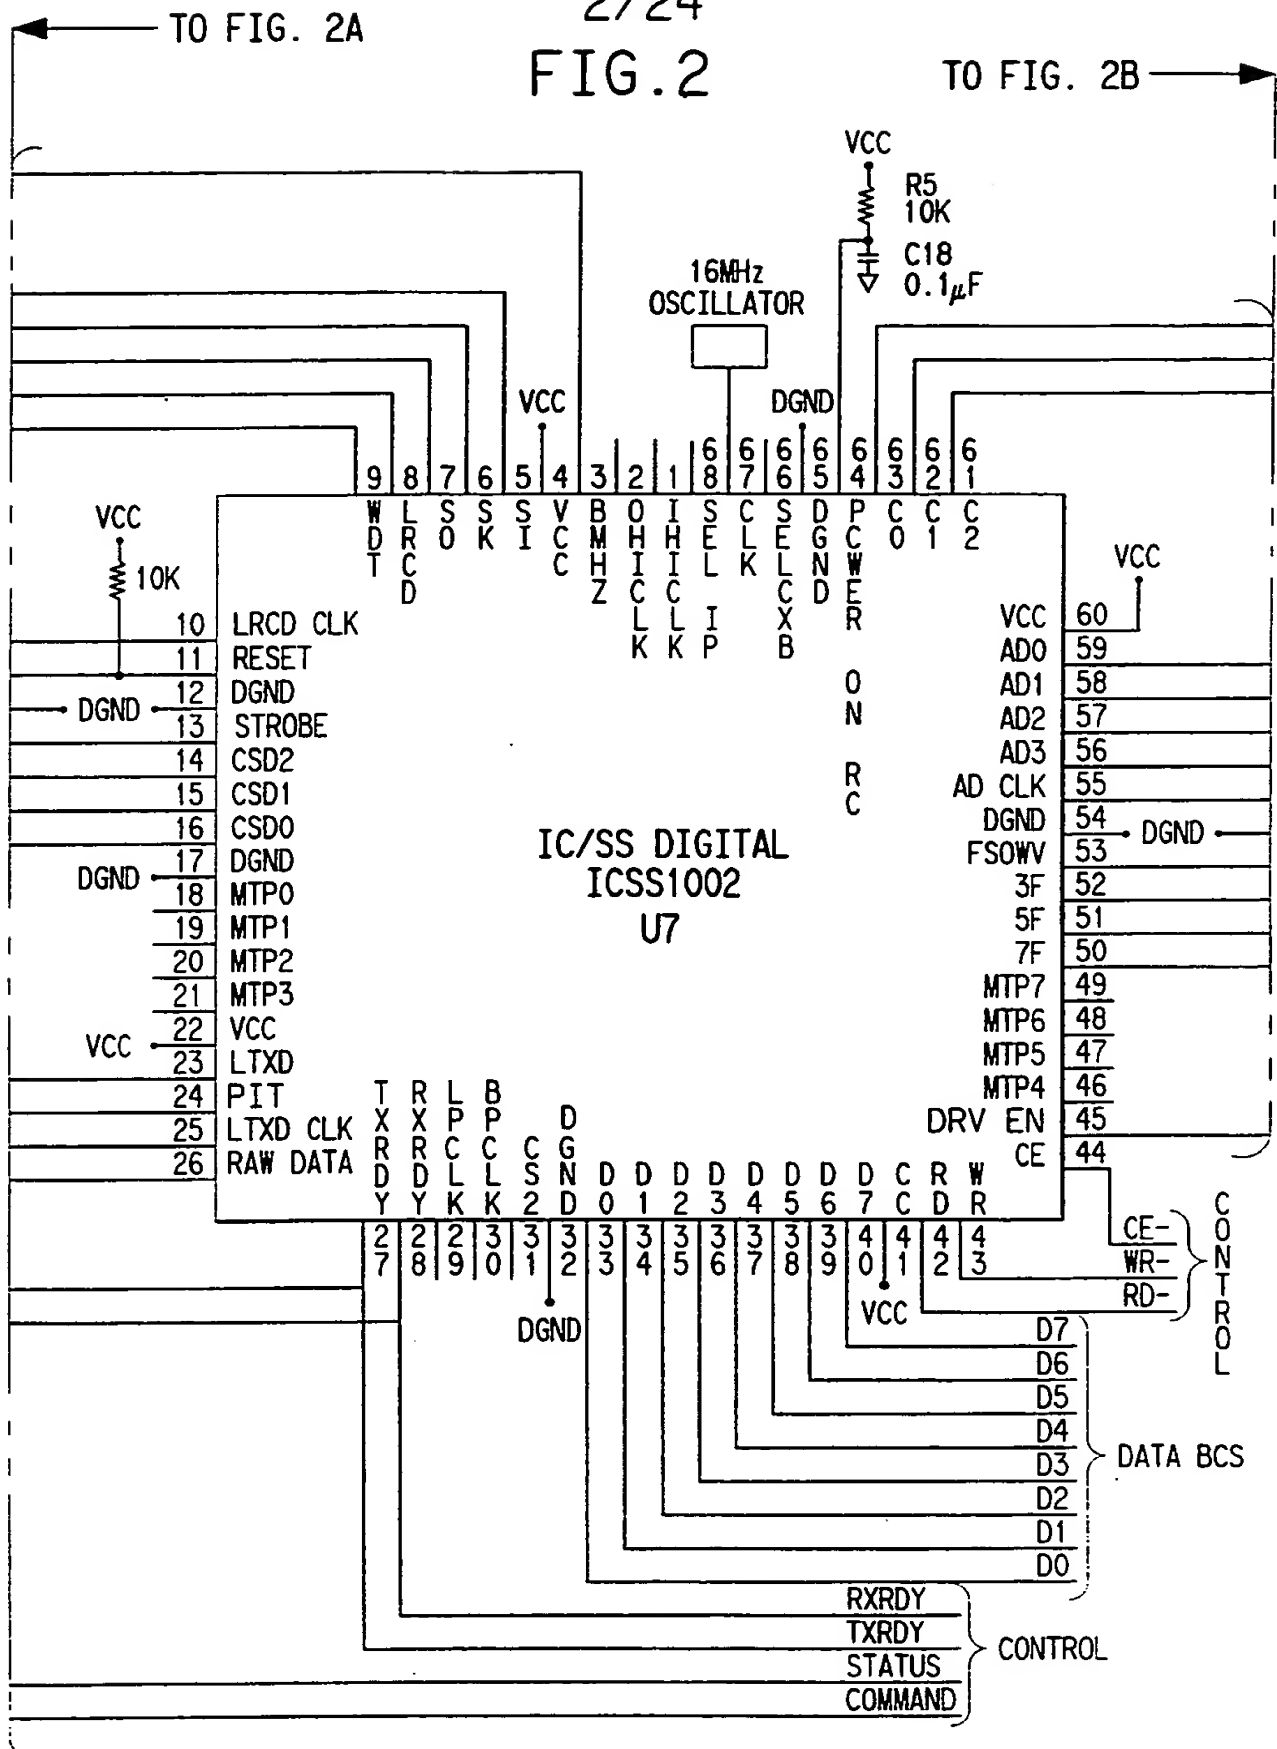 2/24
TO FIG. 2A
FIG.2
TO FIG. 2B
VCC
R5
10K
C18
0.1µF
16MHz
OSCILLATOR
VCC
DGND
9 8 7 6 5 4 3 2 1 68 67 66 65 64 63 62 61
WDT
LRCD
SO
SK
SI
VCC
BMHZ
OHICLK
IHICLK
SEL IP
CLK
SELCXB
DGND
PCWER ON RC
CO
C1
C2
VCC
10K
10 LRCD CLK
11 RESET
12 DGND
DGND
13 STROBE
14 CSD2
15 CSD1
16 CSD0
17 DGND
DGND
18 MTP0
19 MTP1
20 MTP2
21 MTP3
22 VCC
VCC
23 LTXD
24 PIT
25 LTXD CLK
26 RAW DATA
IC/SS DIGITAL
ICSS1002
U7
VCC
VCC 60
AD0 59
AD1 58
AD2 57
AD3 56
AD CLK 55
DGND 54
DGND
FSOWV 53
3F 52
5F 51
7F 50
MTP7 49
MTP6 48
MTP5 47
MTP4 46
DRV EN 45
CE 44
TXRDY
RXRDY
LPCLK
BPCLK
CS2
DGND
D0
D1
D2
D3
D4
D5
D6
D7
CC
RD
WR
27 28 29 30 31 32 33 34 35 36 37 38 39 40 41 42 43
DGND
VCC
CE-
WR-
RD-
CONTROL
D7
D6
D5
D4
D3
D2
D1
D0
DATA BCS
RXRDY
TXRDY
STATUS
COMMAND
CONTROL